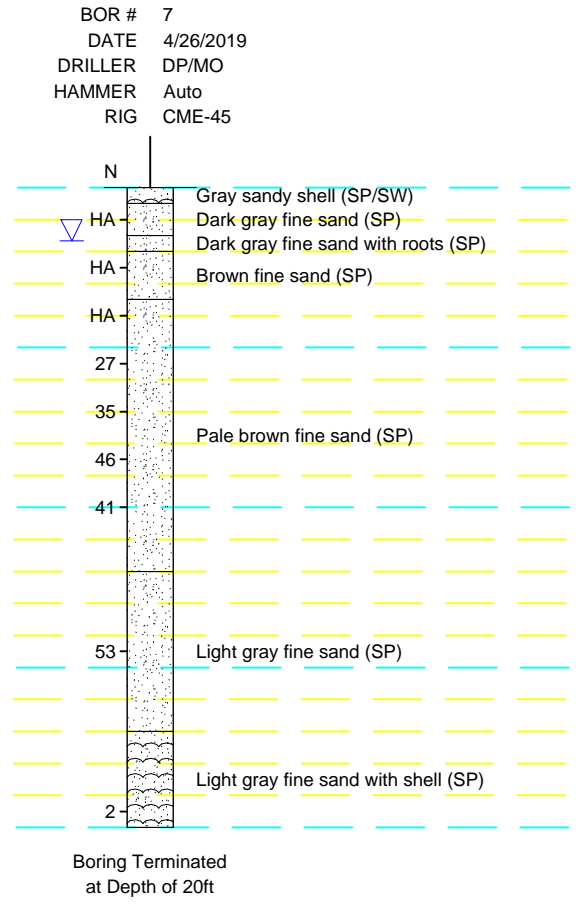 BOR # 7
DATE 4/26/2019
DRILLER DP/MO
HAMMER Auto
RIG CME-45
N
Gray sandy shell (SP/SW)
HA Dark gray fine sand (SP)
Dark gray fine sand with roots (SP)
HA Brown fine sand (SP)
HA
27
35
Pale brown fine sand (SP)
46
41
53 Light gray fine sand (SP)
Light gray fine sand with shell (SP)
2
Boring Terminated
at Depth of 20ft